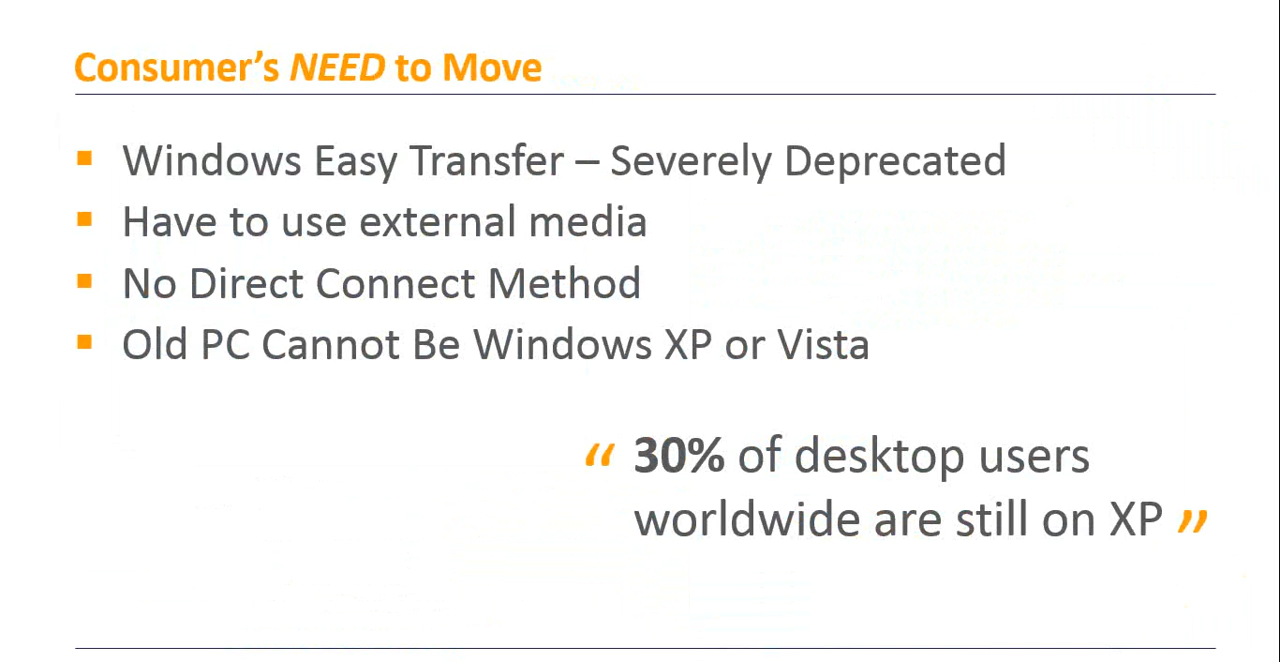 Consumer’s NEED to Move
▪ Windows Easy Transfer – Severely Deprecated
▪ Have to use external media
▪ No Direct Connect Method
▪ Old PC Cannot Be Windows XP or Vista
“ 30% of desktop users
worldwide are still on XP ”